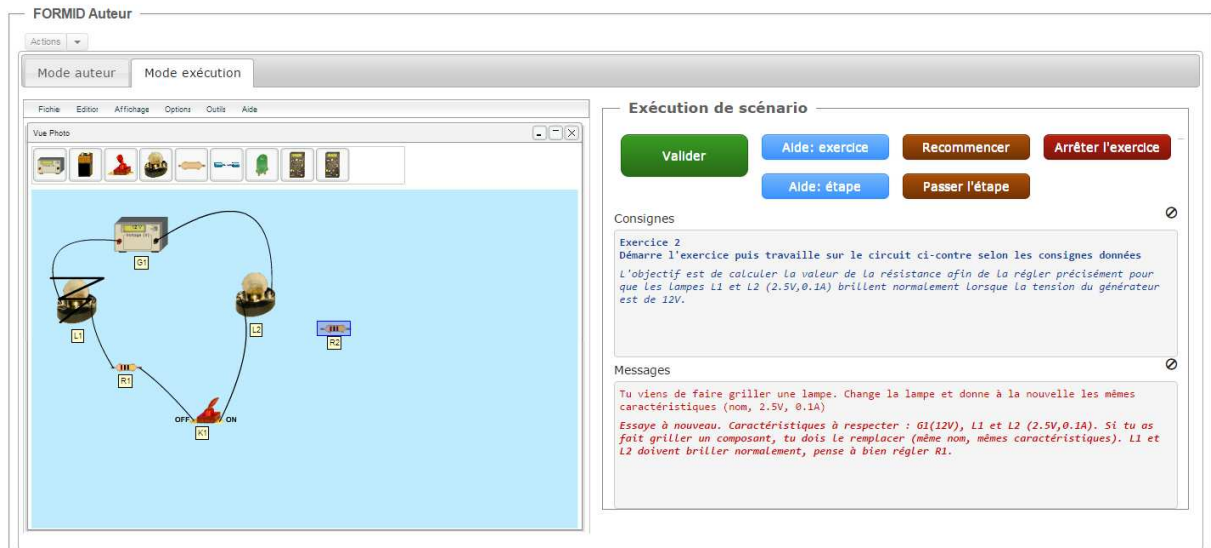 FORMID Auteur
Actions
Mode auteur
Mode exécution
Fichie Edition Affichage Options Outils Aide
Vue Photo
12 V
G1
L1
L2
R2
R1
OFF ON
K1
Exécution de scénario
Valider
Aide: exercice
Recommencer
Arrêter l'exercice
Aide: étape
Passer l'étape
Consignes
Exercice 2
Démarre l'exercice puis travaille sur le circuit ci-contre selon les consignes données
L'objectif est de calculer la valeur de la résistance afin de la régler précisément pour
que les lampes L1 et L2 (2.5V,0.1A) brillent normalement lorsque la tension du générateur
est de 12V.
Messages
Tu viens de faire griller une lampe. Change la lampe et donne à la nouvelle les mêmes
caractéristiques (nom, 2.5V, 0.1A)
Essaye à nouveau. Caractéristiques à respecter : G1(12V), L1 et L2 (2.5V,0.1A). Si tu as
fait griller un composant, tu dois le remplacer (même nom, mêmes caractéristiques). L1 et
L2 doivent briller normalement, pense à bien régler R1.